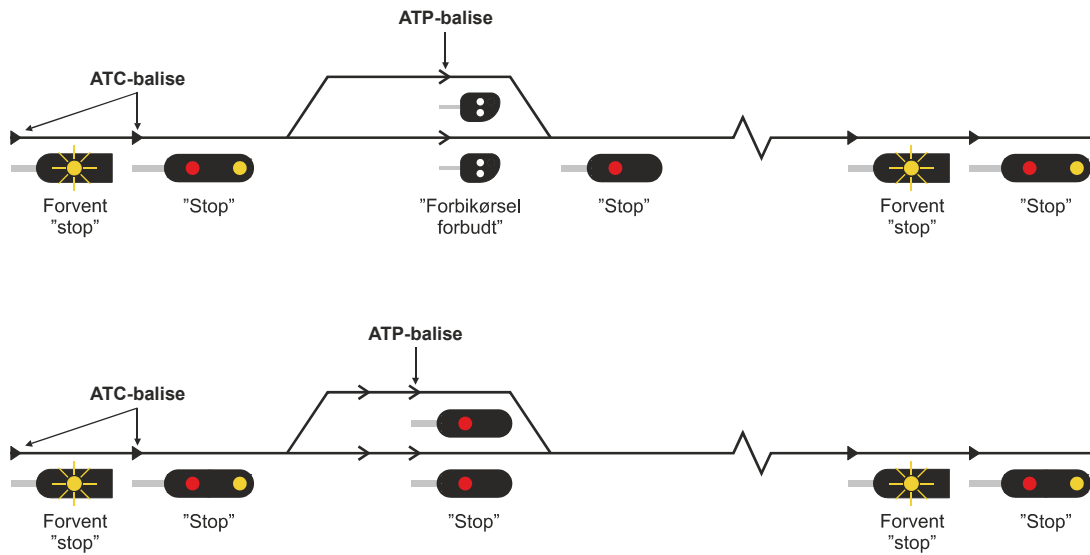 ATP-balise
ATC-balise
Forvent
"stop"
"Stop"
"Forbikørsel
forbudt"
"Stop"
Forvent
"stop"
"Stop"
ATP-balise
ATC-balise
Forvent
"stop"
"Stop"
"Stop"
Forvent
"stop"
"Stop"